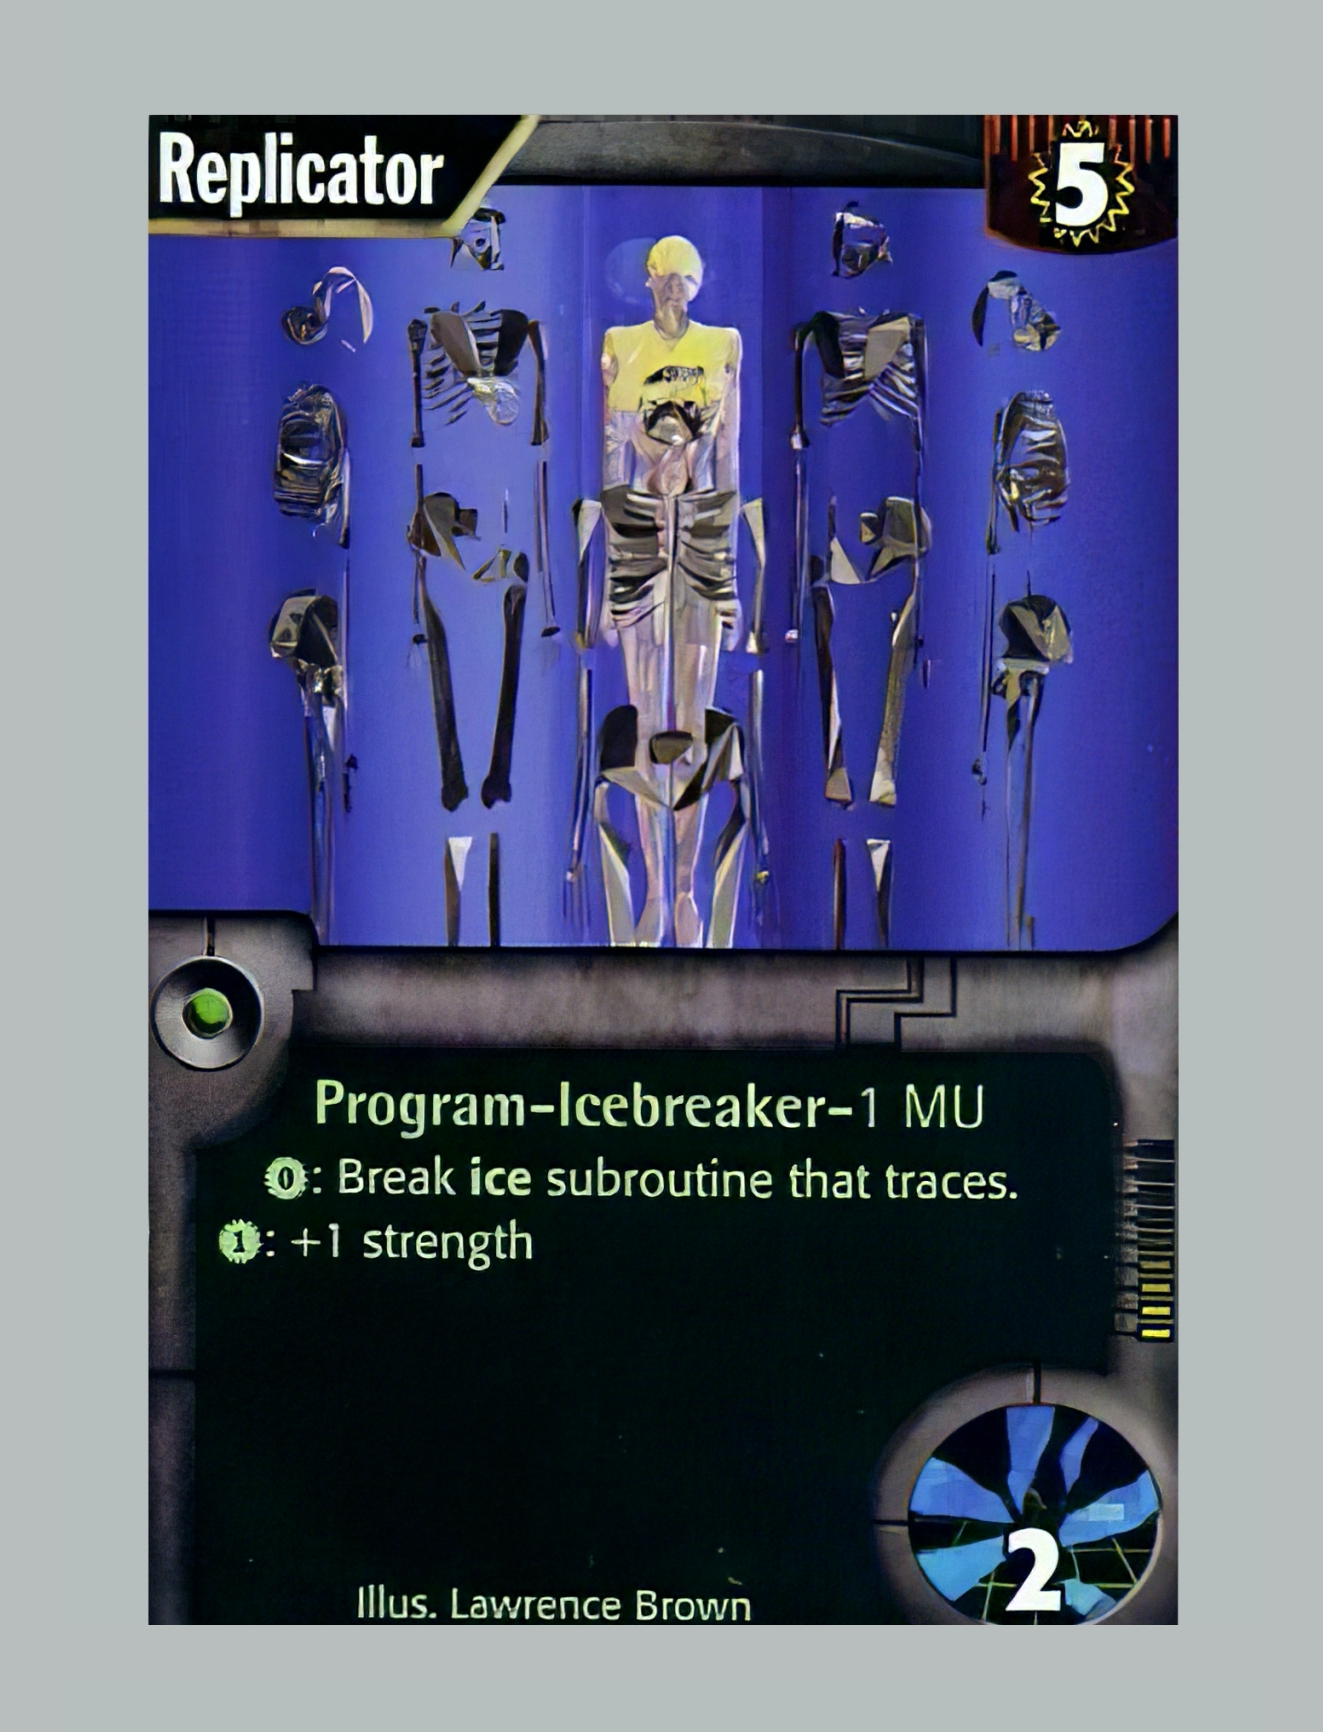 Replicator
5
Program-Icebreaker-1 MU
0: Break ice subroutine that traces.
1: +1 strength
2
Illus. Lawrence Brown